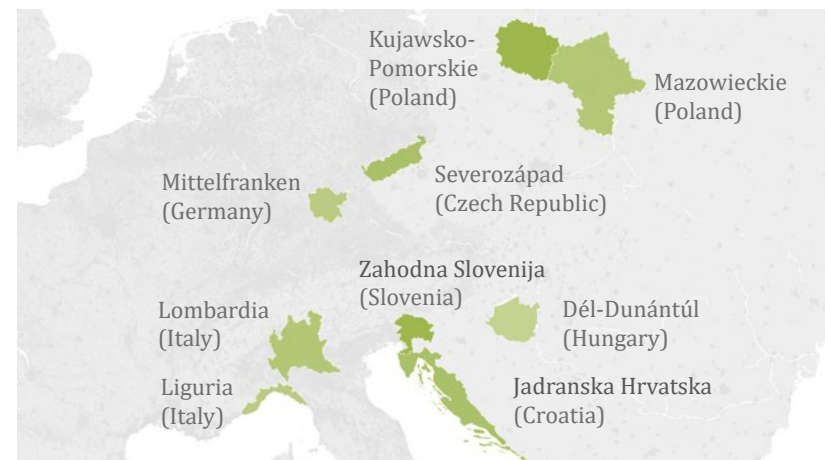 Kujawsko-
Pomorskie
(Poland)
Mazowieckie
(Poland)
Mittelfranken
(Germany)
Severozápad
(Czech Republic)
Zahodna Slovenija
(Slovenia)
Lombardia
(Italy)
Dél-Dunántúl
(Hungary)
Liguria
(Italy)
Jadranska Hrvatska
(Croatia)